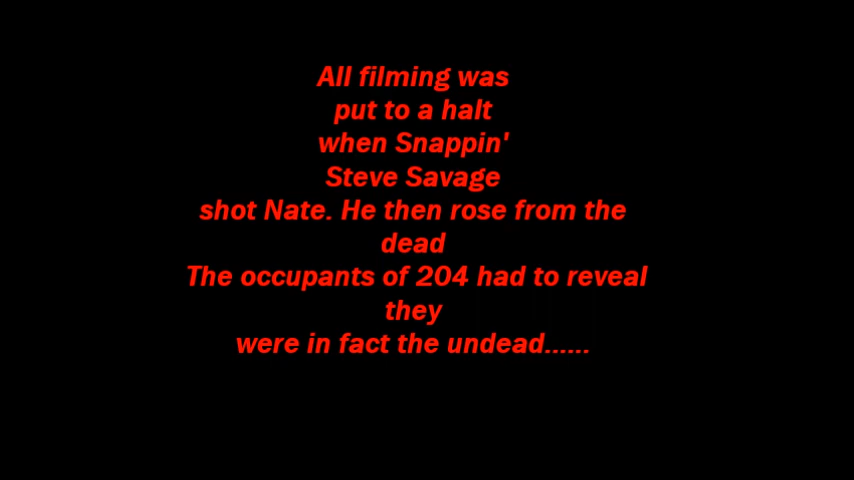 All filming was
put to a halt
when Snappin'
Steve Savage
shot Nate. He then rose from the
dead
The occupants of 204 had to reveal
they
were in fact the undead......